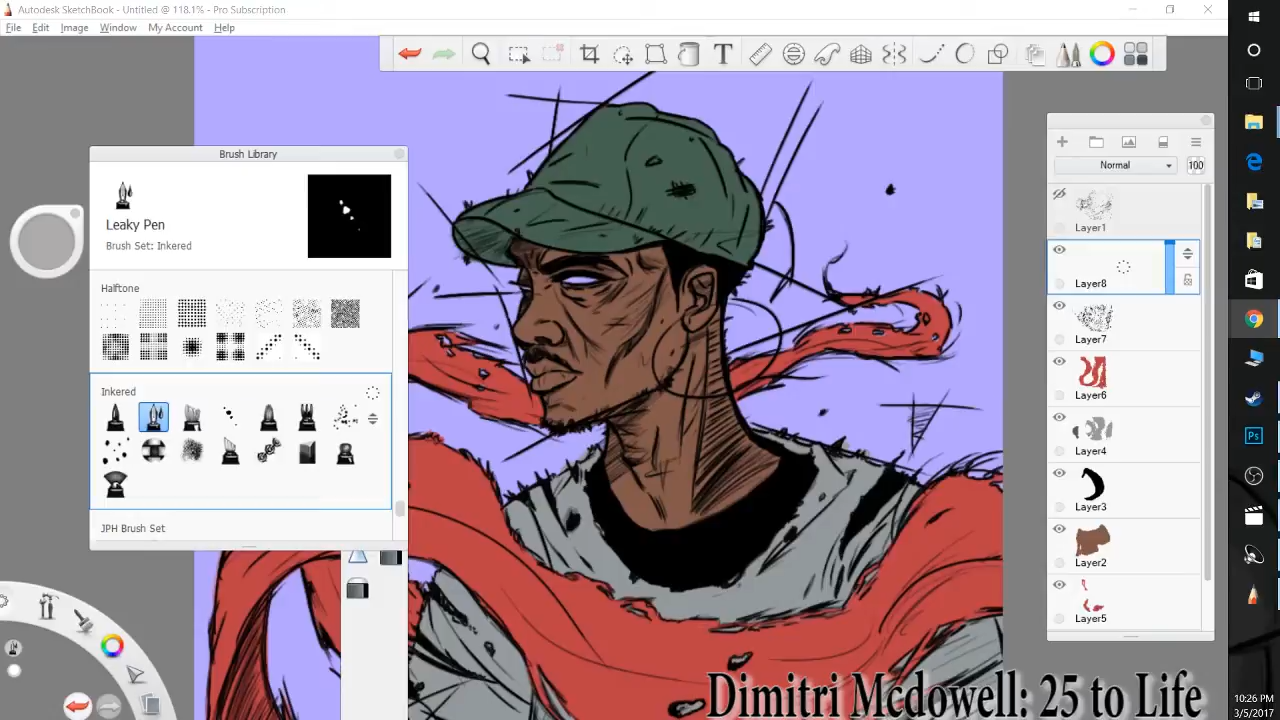 Autodesk SketchBook - Untitled @ 118.1% - Pro Subscription
File Edit Image Window My Account Help
Brush Library
Leaky Pen
Brush Set: Inkered
Halftone
Inkered
JPH Brush Set
Normal
100
Layer1
Layer8
Layer7
Layer6
Layer4
Layer3
Layer2
Layer5
Ps
Dimitri Mcdowell: 25 to Life
10:26 PM
3/5/2017